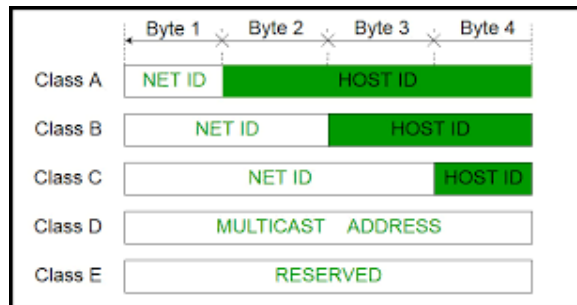 Byte 1 Byte 2 Byte 3 Byte 4
Class A NET ID HOST ID
Class B NET ID HOST ID
Class C NET ID HOST ID
Class D MULTICAST ADDRESS
Class E RESERVED